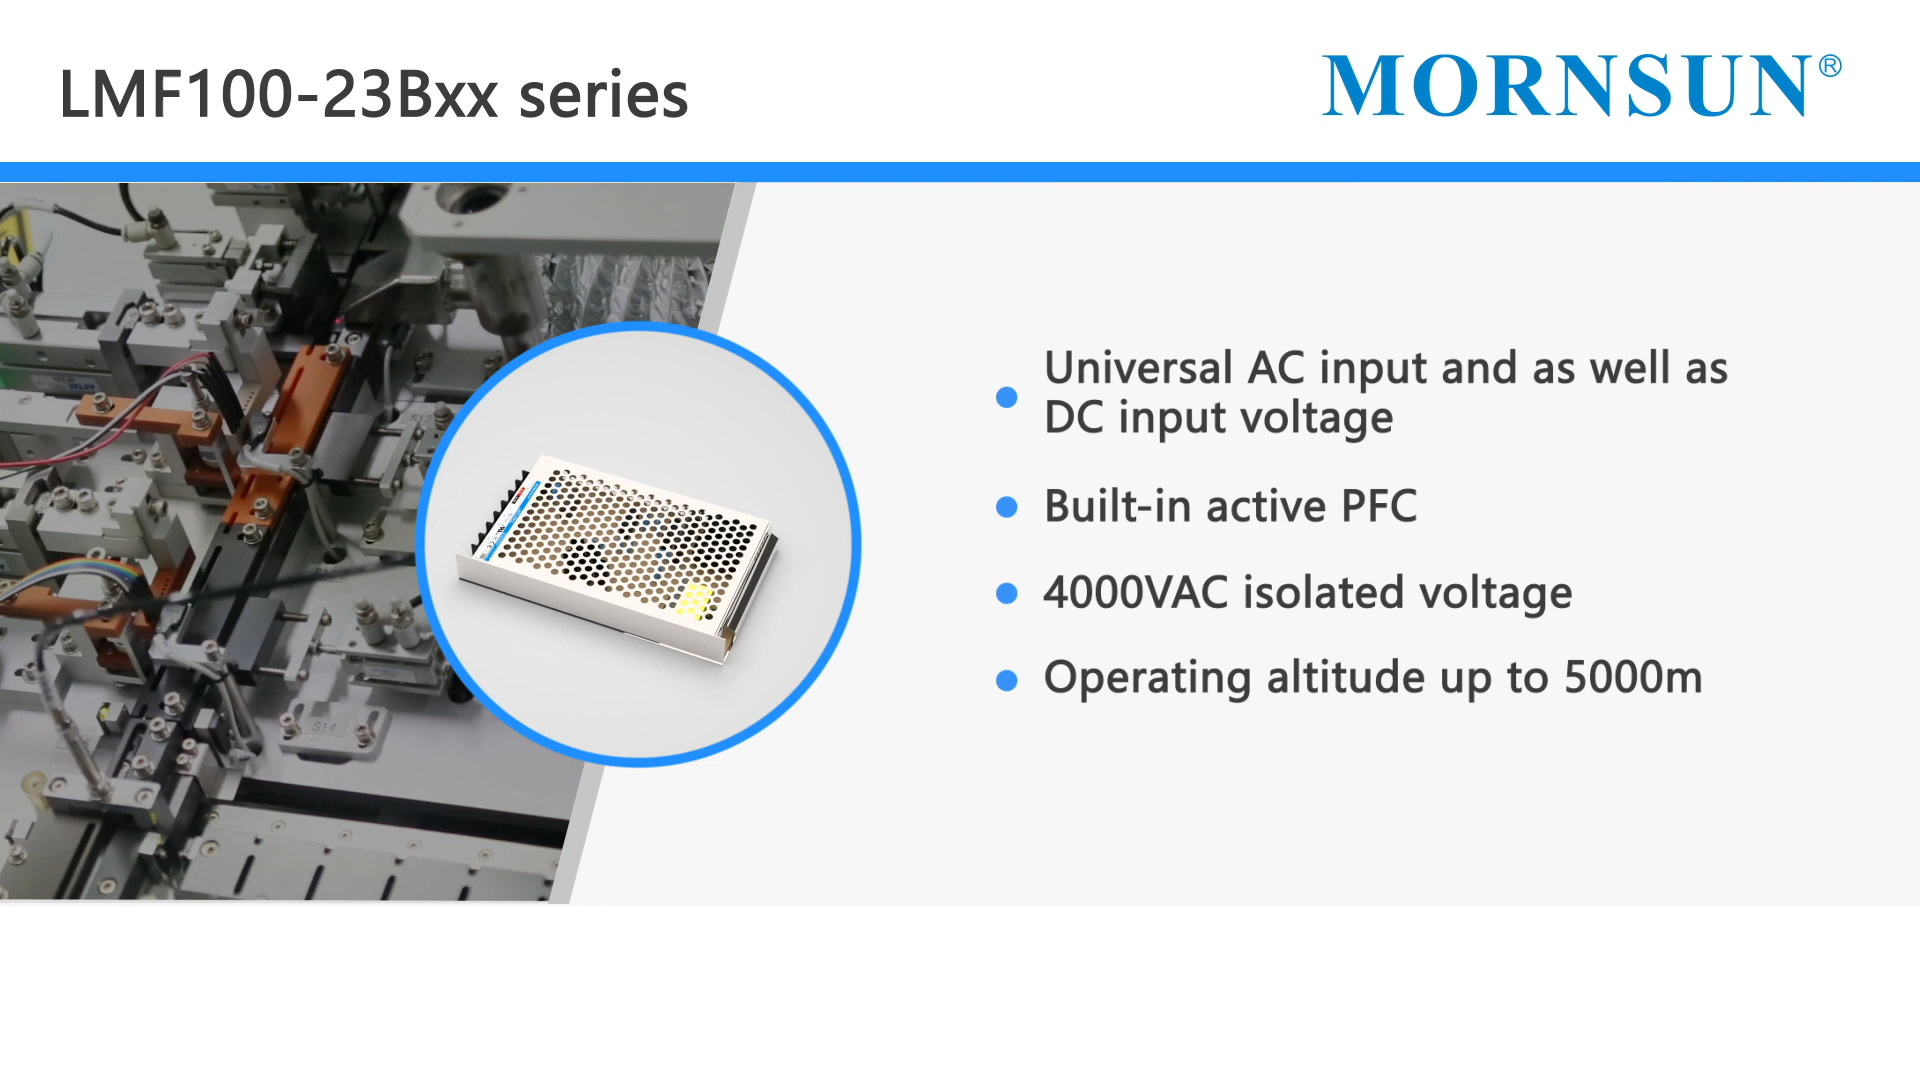 LMF100-23Bxx series
MORNSUN®
Universal AC input and as well as
DC input voltage
Built-in active PFC
4000VAC isolated voltage
Operating altitude up to 5000m
S14